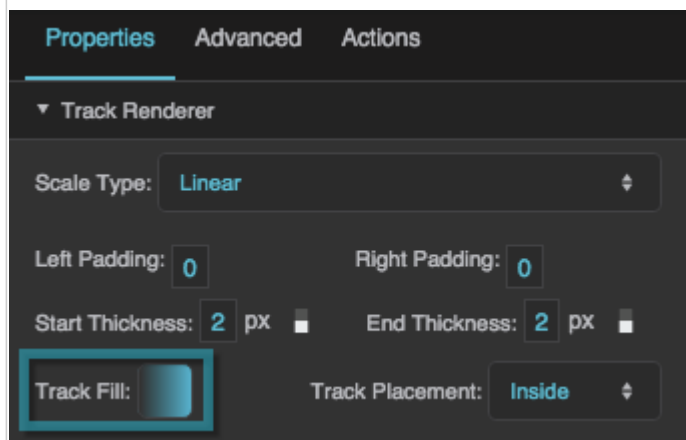 Properties Advanced Actions
Track Renderer
Scale Type: Linear
Left Padding: 0 Right Padding: 0
Start Thickness: 2 px End Thickness: 2 px
Track Fill: Track Placement: Inside